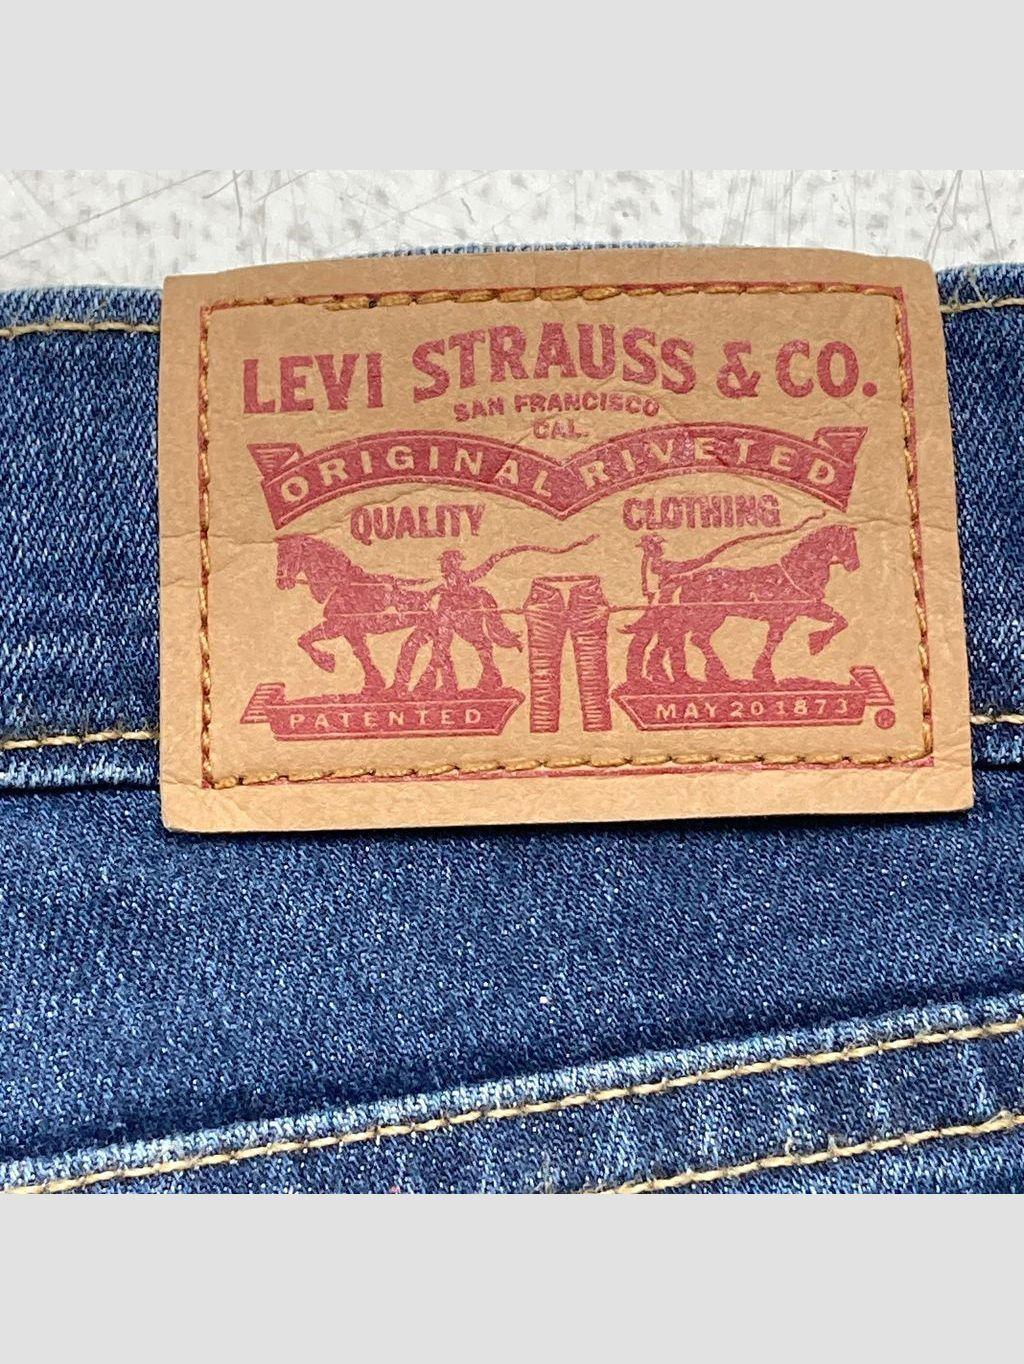 LEVI STRAUSS & CO.
SAN FRANCISCO
CAL.
ORIGINAL RIVETED
QUALITY CLOTHING
PATENTED MAY 20 1873 ®